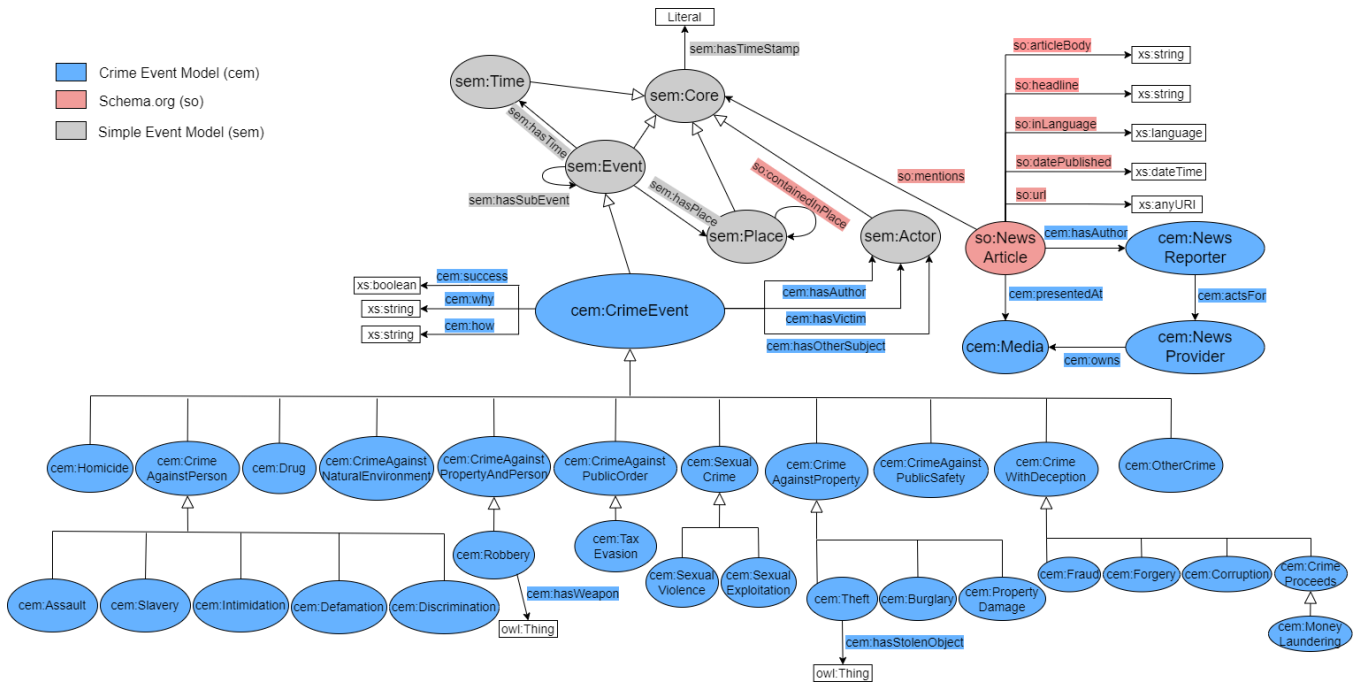 Crime Event Model (cem)
Schema.org (so)
Simple Event Model (sem)
Literal
sem:hasTimeStamp
sem:Time
sem:Core
sem:hasTime
sem:Event
sem:hasSubEvent
sem:hasPlace
so:containedInPlace
sem:Place
sem:Actor
so:mentions
so:articleBody
xs:string
so:headline
xs:string
so:inLanguage
xs:language
so:datePublished
xs:dateTime
so:url
xs:anyURI
so:News
Article
cem:hasAuthor
cem:News
Reporter
cem:presentedAt
cem:actsFor
cem:Media
cem:owns
cem:News
Provider
xs:boolean
cem:success
xs:string
cem:why
xs:string
cem:how
cem:CrimeEvent
cem:hasAuthor
cem:hasVictim
cem:hasOtherSubject
cem:Homicide
cem:Crime
AgainstPerson
cem:Drug
cem:CrimeAgainst
NaturalEnvironment
cem:CrimeAgainst
PropertyAndPerson
cem:CrimeAgainst
PublicOrder
cem:Sexual
Crime
cem:Crime
AgainstProperty
cem:CrimeAgainst
PublicSafety
cem:Crime
WithDeception
cem:OtherCrime
cem:Robbery
cem:Tax
Evasion
cem:Assault
cem:Slavery
cem:Intimidation
cem:Defamation
cem:Discrimination
cem:hasWeapon
owl:Thing
cem:Sexual
Violence
cem:Sexual
Exploitation
cem:Theft
cem:Burglary
cem:Property
Damage
cem:hasStolenObject
owl:Thing
cem:Fraud
cem:Forgery
cem:Corruption
cem:Crime
Proceeds
cem:Money
Laundering